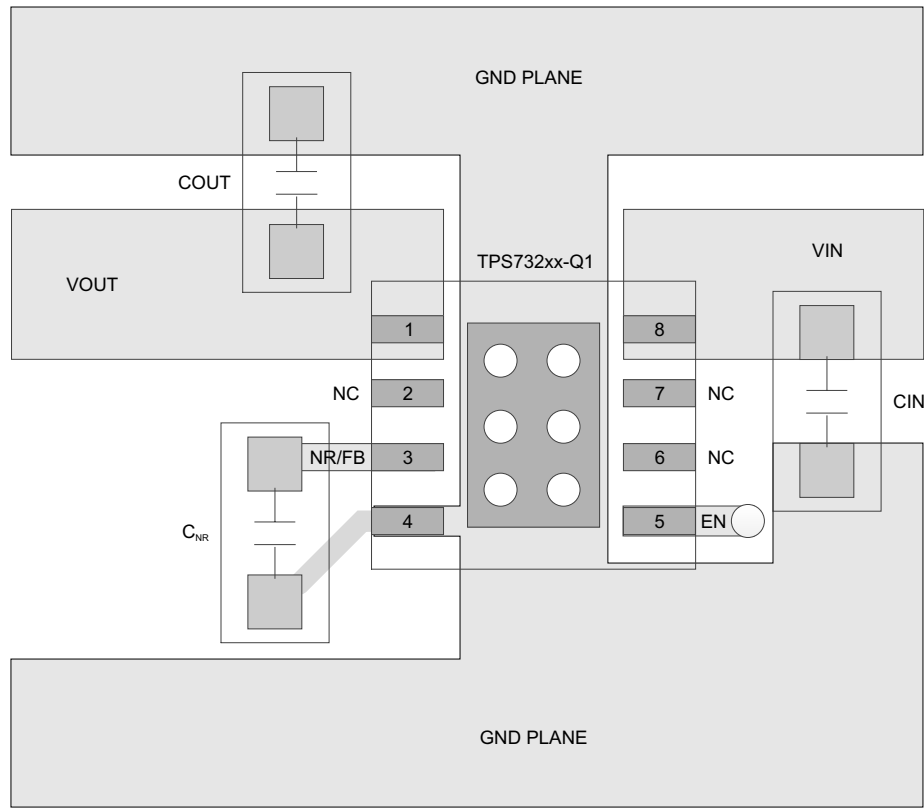 GND PLANE
COUT
TPS732xx-Q1
VIN
VOUT
1
8
NC
2
7
NC
CIN
NR/FB
3
6
NC
4
5
EN
CNR
GND PLANE